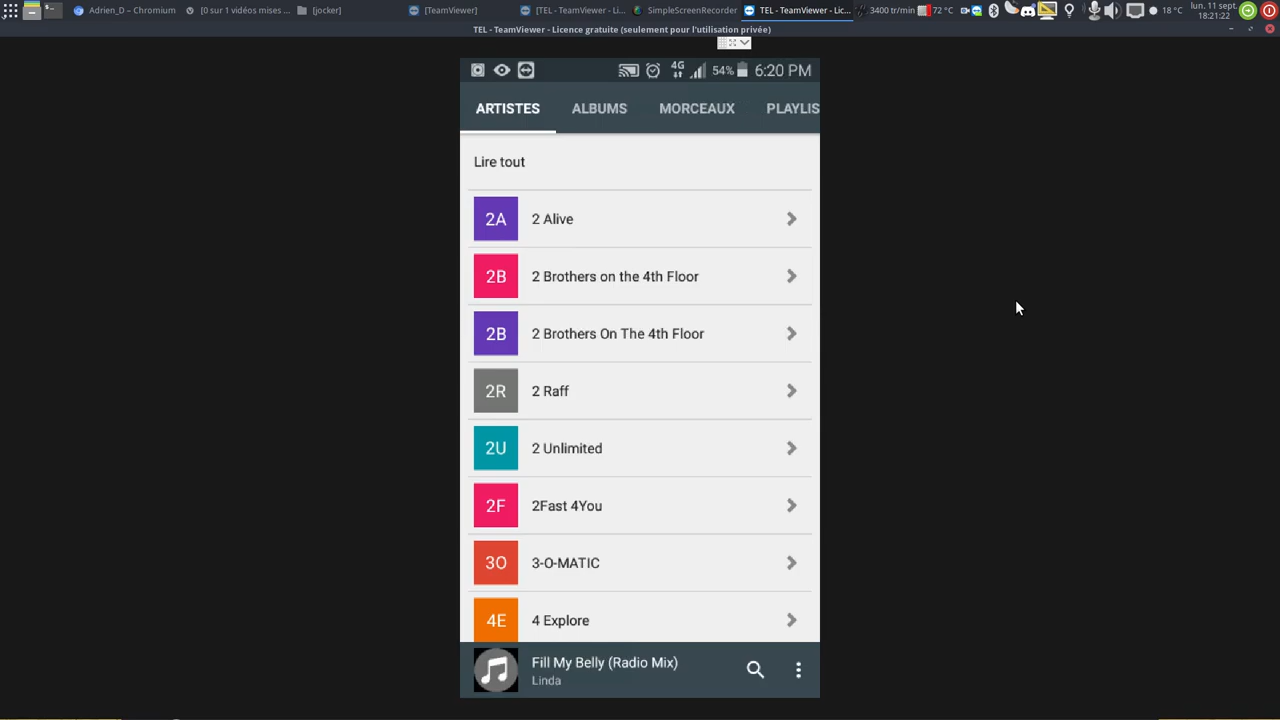 Adrien_D – Chromium
[0 sur 1 vidéos mises ...
[jocker]
[TeamViewer]
[TEL - TeamViewer - Li...
SimpleScreenRecorder
TEL - TeamViewer - Lic...
3400 tr/min
72 °C
18 °C
lun. 11 sept.
18:21:22
TEL - TeamViewer - Licence gratuite (seulement pour l'utilisation privée)
4G
54%
6:20 PM
ARTISTES
ALBUMS
MORCEAUX
PLAYLIS
Lire tout
2A
2 Alive
2B
2 Brothers on the 4th Floor
2B
2 Brothers On The 4th Floor
2R
2 Raff
2U
2 Unlimited
2F
2Fast 4You
3O
3-O-MATIC
4E
4 Explore
Fill My Belly (Radio Mix)
Linda